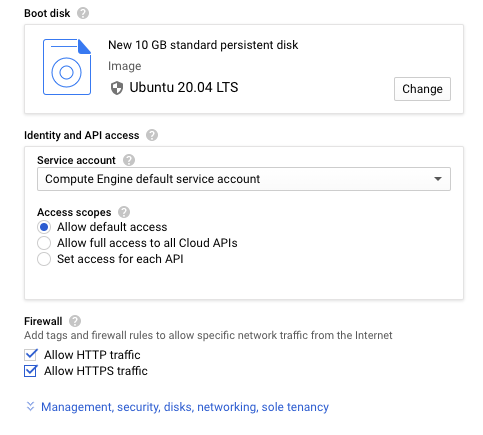 Boot disk ?
New 10 GB standard persistent disk
Image
Ubuntu 20.04 LTS
Change
Identity and API access ?
Service account ?
Compute Engine default service account
Access scopes ?
Allow default access
Allow full access to all Cloud APIs
Set access for each API
Firewall ?
Add tags and firewall rules to allow specific network traffic from the Internet
Allow HTTP traffic
Allow HTTPS traffic
Management, security, disks, networking, sole tenancy